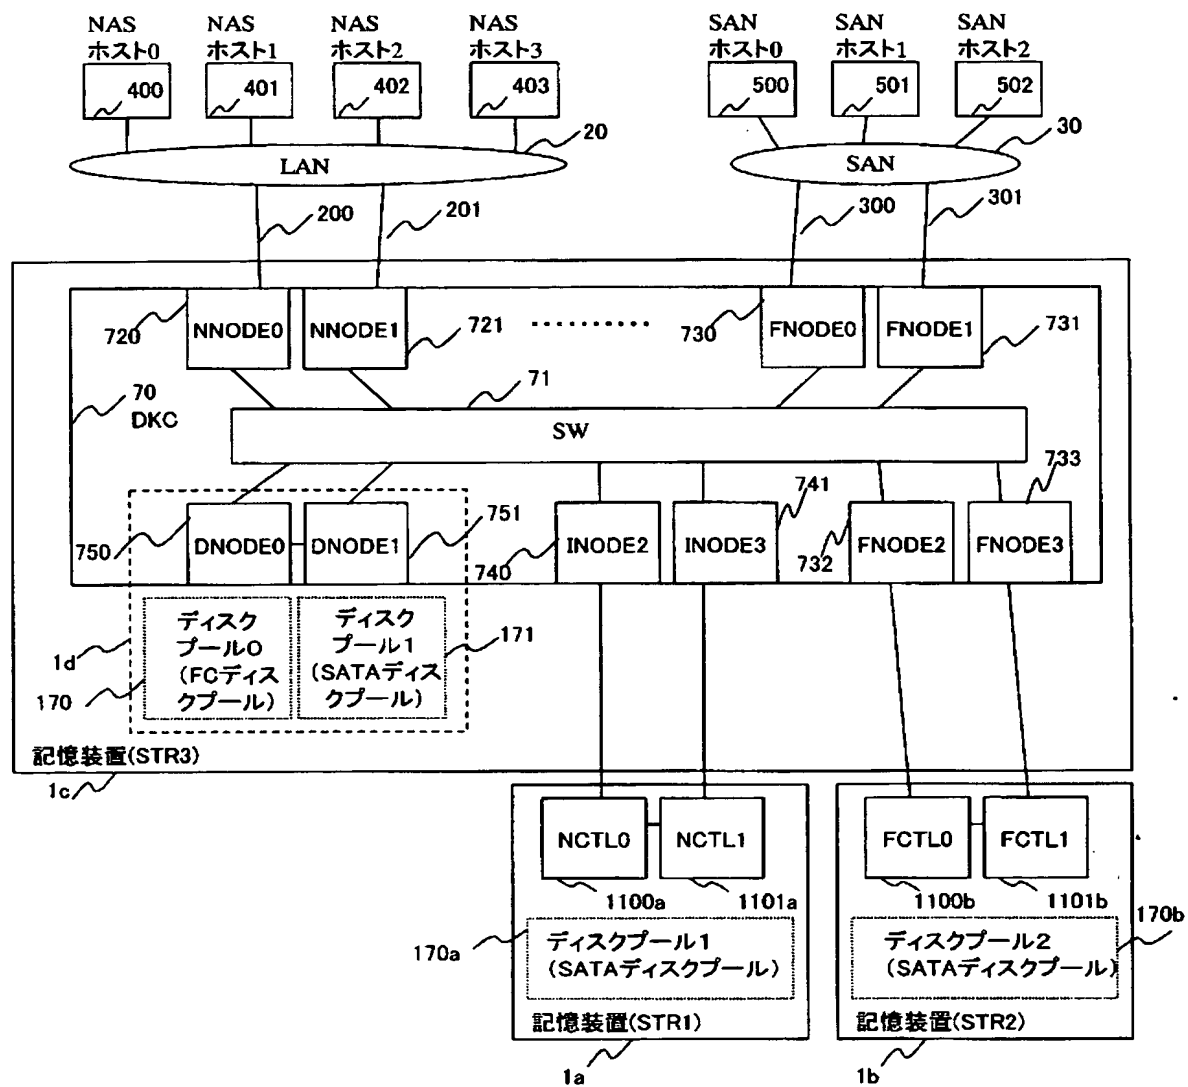 NAS
ホスト0
NAS
ホスト1
NAS
ホスト2
NAS
ホスト3
SAN
ホスト0
SAN
ホスト1
SAN
ホスト2
400
401
402
403
500
501
502
20
30
LAN
SAN
200
201
300
301
720
NNODE0
NNODE1
721
730
FNODE0
FNODE1
731
70
DKC
71
SW
733
750
DNODE0
DNODE1
751
740
INODE2
INODE3
741
732
FNODE2
FNODE3
1d
170
ディスク
プール0
(FCディス
クプール)
ディスク
プール1
(SATAディ
スクプール)
171
記憶装置(STR3)
1c
NCTL0
NCTL1
1100a
1101a
170a
ディスクプール1
(SATAディスクプール)
記憶装置(STR1)
1a
FCTL0
FCTL1
1100b
1101b
170b
ディスクプール2
(SATAディスクプール)
記憶装置(STR2)
1b